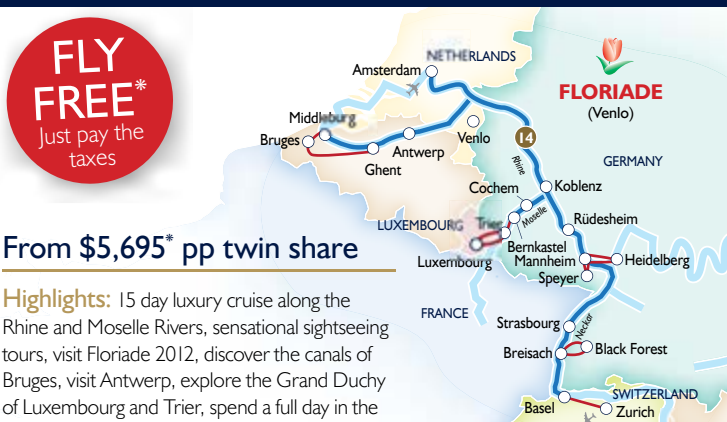 FLY
FREE*
Just pay the
taxes
From $5,695* pp twin share
Highlights: 15 day luxury cruise along the
Rhine and Moselle Rivers, sensational sightseeing
tours, visit Floriade 2012, discover the canals of
Bruges, visit Antwerp, explore the Grand Duchy
of Luxembourg and Trier, spend a full day in the
NETHERLANDS
Amsterdam
FLORIADE
(Venlo)
Middleburg
Bruges
Antwerp
Ghent
Venlo
14
Rhine
GERMANY
Cochem
Koblenz
Moselle
LUXEMBOURG
Trier
Rüdesheim
Bernkastel
Luxembourg
Mannheim
Heidelberg
Speyer
FRANCE
Strasbourg
Neckar
Breisach
Black Forest
SWITZERLAND
Basel
Zurich